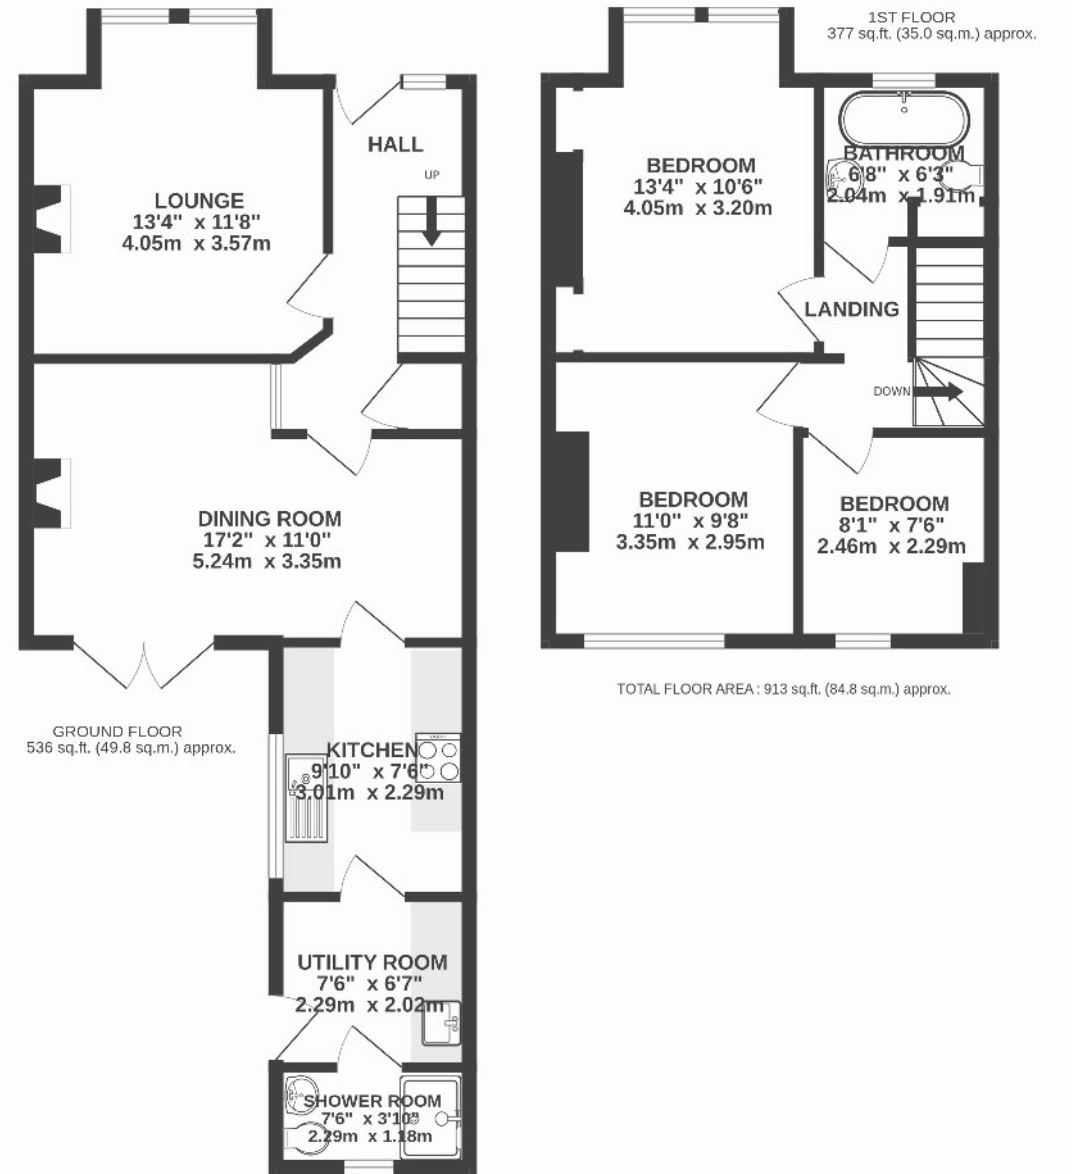 HALL
UP
LOUNGE
13'4" x 11'8"
4.05m x 3.57m
DINING ROOM
17'2" x 11'0"
5.24m x 3.35m
GROUND FLOOR
536 sq.ft. (49.8 sq.m.) approx.
KITCHEN
9'10" x 7'6"
3.01m x 2.29m
UTILITY ROOM
7'6" x 6'7"
2.29m x 2.02m
SHOWER ROOM
7'6" x 3'10"
2.29m x 1.18m
1ST FLOOR
377 sq.ft. (35.0 sq.m.) approx.
BEDROOM
13'4" x 10'6"
4.05m x 3.20m
BATHROOM
6'8" x 6'3"
2.04m x 1.91m
LANDING
DOWN
BEDROOM
11'0" x 9'8"
3.35m x 2.95m
BEDROOM
8'1" x 7'6"
2.46m x 2.29m
TOTAL FLOOR AREA : 913 sq.ft. (84.8 sq.m.) approx.